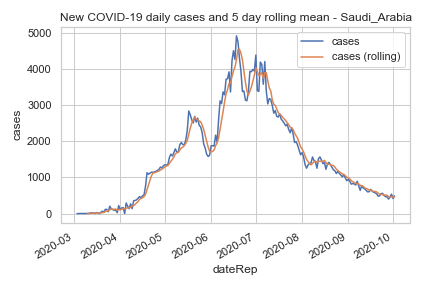 New COVID-19 daily cases and 5 day rolling mean - Saudi_Arabia
cases
cases (rolling)
5000
4000
3000
2000
1000
0
cases
2020-03
2020-04
2020-05
2020-06
2020-07
2020-08
2020-09
2020-10
dateRep